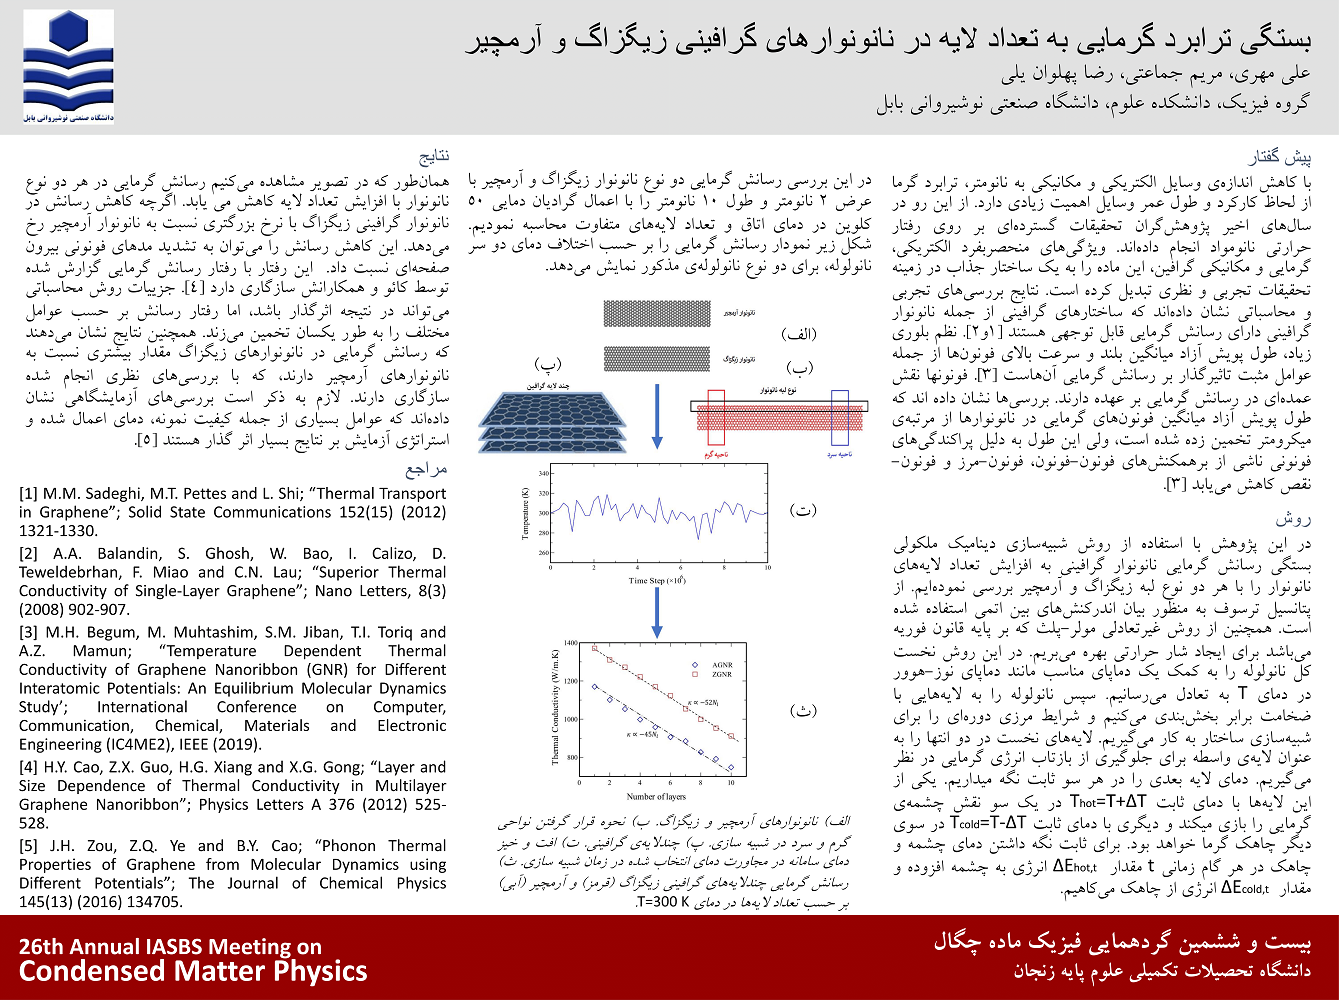 بستگی ترابرد گرمایی به تعداد لایه در نانونوارهای گرافینی زیگزاگ و آرمچیر
علی مهری، مریم جماعتی، رضا پهلوان یلی
گروه فیزیک، دانشکده علوم، دانشگاه صنعتی نوشیروانی بابل
دانشگاه صنعتی نوشیروانی بابل
پیش گفتار
با کاهش اندازه‌ی وسایل الکتریکی و مکانیکی به نانومتر، ترابرد گرما
از لحاظ کارکرد و طول عمر وسایل اهمیت زیادی دارد. از این رو در
سال‌های اخیر پژوهش‌گران تحقیقات گسترده‌ای بر روی رفتار
حرارتی نانومواد انجام داده‌اند. ویژگی‌های منحصربفرد الکتریکی،
گرمایی و مکانیکی گرافین، این ماده را به یک ساختار جذاب در زمینه
تحقیقات تجربی و نظری تبدیل کرده است. نتایج بررسی‌های تجربی
و محاسباتی نشان داده‌اند که ساختارهای گرافینی از جمله نانونوار
گرافینی دارای رسانش گرمایی قابل توجهی هستند [۱و۲]. نظم بلوری
زیاد، طول پویش آزاد میانگین بلند و سرعت بالای فونون‌ها از جمله
عوامل مثبت تاثیرگذار بر رسانش گرمایی آن‌هاست [۳]. فونونها نقش
عمده‌ای در رسانش گرمایی بر عهده دارند. بررسی‌ها نشان داده اند که
طول پویش آزاد میانگین فونون‌های گرمایی در نانونوارها از مرتبه‌ی
میکرومتر تخمین زده شده است، ولی این طول به دلیل پراکندگی‌های
فونونی ناشی از برهمکنش‌های فونون-فونون، فونون-مرز و فونون-
نقص کاهش می‌یابد [۳].
روش
در این پژوهش با استفاده از روش شبیه‌سازی دینامیک ملکولی
بستگی رسانش گرمایی نانونوار گرافینی به افزایش تعداد لایه‌های
نانونوار را با هر دو نوع لبه زیگزاگ و آرمچیر بررسی نموده‌ایم. از
پتانسیل ترسوف به منظور بیان اندرکنش‌های بین اتمی استفاده شده
است. همچنین از روش غیرتعادلی مولر-پلث که بر پایه قانون فوریه
می‌باشد برای ایجاد شار حرارتی بهره می‌بریم. در این روش نخست
کل نانولوله را به کمک یک دماپای مناسب مانند دماپای نوز-هوور
در دمای T به تعادل می‌رسانیم. سپس نانولوله را به لایه‌هایی با
ضخامت برابر بخش‌بندی می‌کنیم و شرایط مرزی دوره‌ای را برای
شبیه‌سازی ساختار به کار می‌گیریم. لایه‌های نخست در دو انتها را به
عنوان لایه‌ی واسطه برای جلوگیری از بازتاب انرژی گرمایی در نظر
می‌گیریم. دمای لایه بعدی را در هر سو ثابت نگه میداریم. یکی از
این لایه‌ها با دمای ثابت Thot=T+ΔT در یک سو نقش چشمه‌ی
گرمایی را بازی میکند و دیگری با دمای ثابت Tcold=T-ΔT در سوی
دیگر چاهک گرما خواهد بود. برای ثابت نگه داشتن دمای چشمه و
چاهک در هر گام زمانی t مقدار ΔEhot,t انرژی به چشمه افزوده و
مقدار ΔEcold,t انرژی از چاهک می‌کاهیم.
در این بررسی رسانش گرمایی دو نوع نانونوار زیگزاگ و آرمچیر با
عرض ۲ نانومتر و طول ۱۰ نانومتر را با اعمال گرادیان دمایی ۵۰
کلوین در دمای اتاق و تعداد لایه‌های متفاوت محاسبه نمودیم.
شکل زیر نمودار رسانش گرمایی را بر حسب اختلاف دمای دو سر
نانولوله، برای دو نوع نانولوله‌ی مذکور نمایش می‌دهد.
نانونوار آرمچیر
(الف)
نانونوار زیگزاگ
(ب)
(پ)
چند لایه گرافین
نوع لبه نانونوار
ناحیه گرم
ناحیه سرد
340
320
300
280
260
Temperature (K)
0 2 4 6 8 10
Time Step (×10⁶)
(ت)
1400
1200
1000
800
Thermal Conductivity (W/m.K)
AGNR
ZGNR
κ ∝ −52Nₗ
κ ∝ −45Nₗ
0 2 4 6 8 10
Number of layers
(ث)
الف) نانونوارهای آرمچیر و زیگزاگ. ب) نحوه قرار گرفتن نواحی
گرم و سرد در شبیه سازی. پ) چندلایه‌ی گرافینی. ت) افت و خیز
دمای سامانه در مجاورت دمای انتخاب شده در زمان شبیه سازی. ث)
رسانش گرمایی چندلایه‌های گرافینی زیگزاگ (قرمز) و آرمچیر (آبی)
بر حسب تعداد لایه‌ها در دمای T=300 K.
نتایج
همان‌طور که در تصویر مشاهده می‌کنیم رسانش گرمایی در هر دو نوع
نانونوار با افزایش تعداد لایه کاهش می یابد. اگرچه کاهش رسانش در
نانونوار گرافینی زیگزاگ با نرخ بزرگتری نسبت به نانونوار آرمچیر رخ
می‌دهد. این کاهش رسانش را می‌توان به تشدید مدهای فونونی بیرون
صفحه‌ای نسبت داد. این رفتار با رفتار رسانش گرمایی گزارش شده
توسط کائو و همکارانش سازگاری دارد [٤]. جزییات روش محاسباتی
می‌تواند در نتیجه اثرگذار باشد، اما رفتار رسانش بر حسب عوامل
مختلف را به طور یکسان تخمین می‌زند. همچنین نتایج نشان می‌دهند
که رسانش گرمایی در نانونوارهای زیگزاگ مقدار بیشتری نسبت به
نانونوارهای آرمچیر دارند، که با بررسی‌های نظری انجام شده
سازگاری دارند. لازم به ذکر است بررسی‌های آزمایشگاهی نشان
داده‌اند که عوامل بسیاری از جمله کیفیت نمونه، دمای اعمال شده و
استراتژی آزمایش بر نتایج بسیار اثر گذار هستند [٥].
مراجع
[1] M.M. Sadeghi, M.T. Pettes and L. Shi; “Thermal Transport
in Graphene”; Solid State Communications 152(15) (2012)
1321-1330.
[2] A.A. Balandin, S. Ghosh, W. Bao, I. Calizo, D.
Teweldebrhan, F. Miao and C.N. Lau; “Superior Thermal
Conductivity of Single-Layer Graphene”; Nano Letters, 8(3)
(2008) 902-907.
[3] M.H. Begum, M. Muhtashim, S.M. Jiban, T.I. Toriq and
A.Z. Mamun; “Temperature Dependent Thermal
Conductivity of Graphene Nanoribbon (GNR) for Different
Interatomic Potentials: An Equilibrium Molecular Dynamics
Study’; International Conference on Computer,
Communication, Chemical, Materials and Electronic
Engineering (IC4ME2), IEEE (2019).
[4] H.Y. Cao, Z.X. Guo, H.G. Xiang and X.G. Gong; “Layer and
Size Dependence of Thermal Conductivity in Multilayer
Graphene Nanoribbon”; Physics Letters A 376 (2012) 525-
528.
[5] J.H. Zou, Z.Q. Ye and B.Y. Cao; “Phonon Thermal
Properties of Graphene from Molecular Dynamics using
Different Potentials”; The Journal of Chemical Physics
145(13) (2016) 134705.
بیست و ششمین گردهمایی فیزیک ماده چگال
دانشگاه تحصیلات تکمیلی علوم پایه زنجان
26th Annual IASBS Meeting on
Condensed Matter Physics